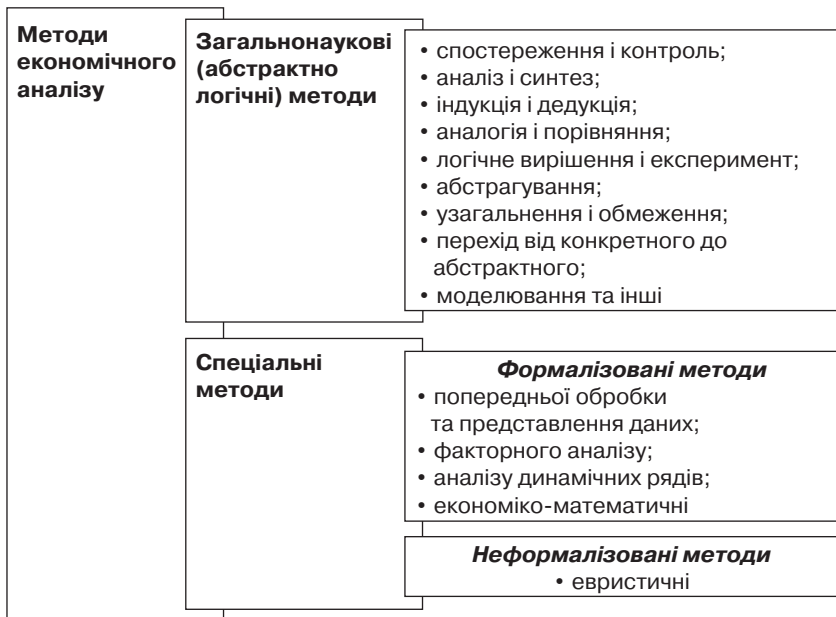 Методи
економічного
аналізу
Загальнонаукові
(абстрактно
логічні) методи
• спостереження і контроль;
• аналіз і синтез;
• індукція і дедукція;
• аналогія і порівняння;
• логічне вирішення і експеримент;
• абстрагування;
• узагальнення і обмеження;
• перехід від конкретного до
абстрактного;
• моделювання та інші
Спеціальні
методи
Формалізовані методи
• попередньої обробки
та представлення даних;
• факторного аналізу;
• аналізу динамічних рядів;
• економіко-математичні
Неформалізовані методи
• евристичні